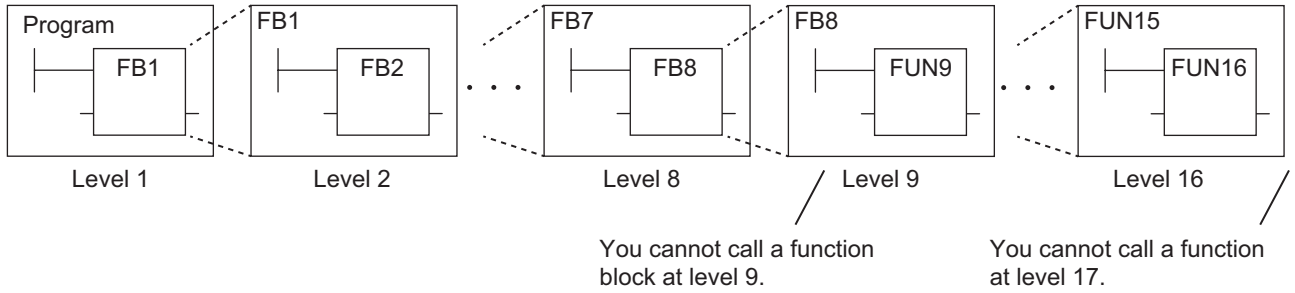 Program
FB1
FB1
FB2
FB7
FB8
FB8
FUN9
FUN15
FUN16
Level 1
Level 2
Level 8
Level 9
Level 16
You cannot call a function
block at level 9.
You cannot call a function
at level 17.